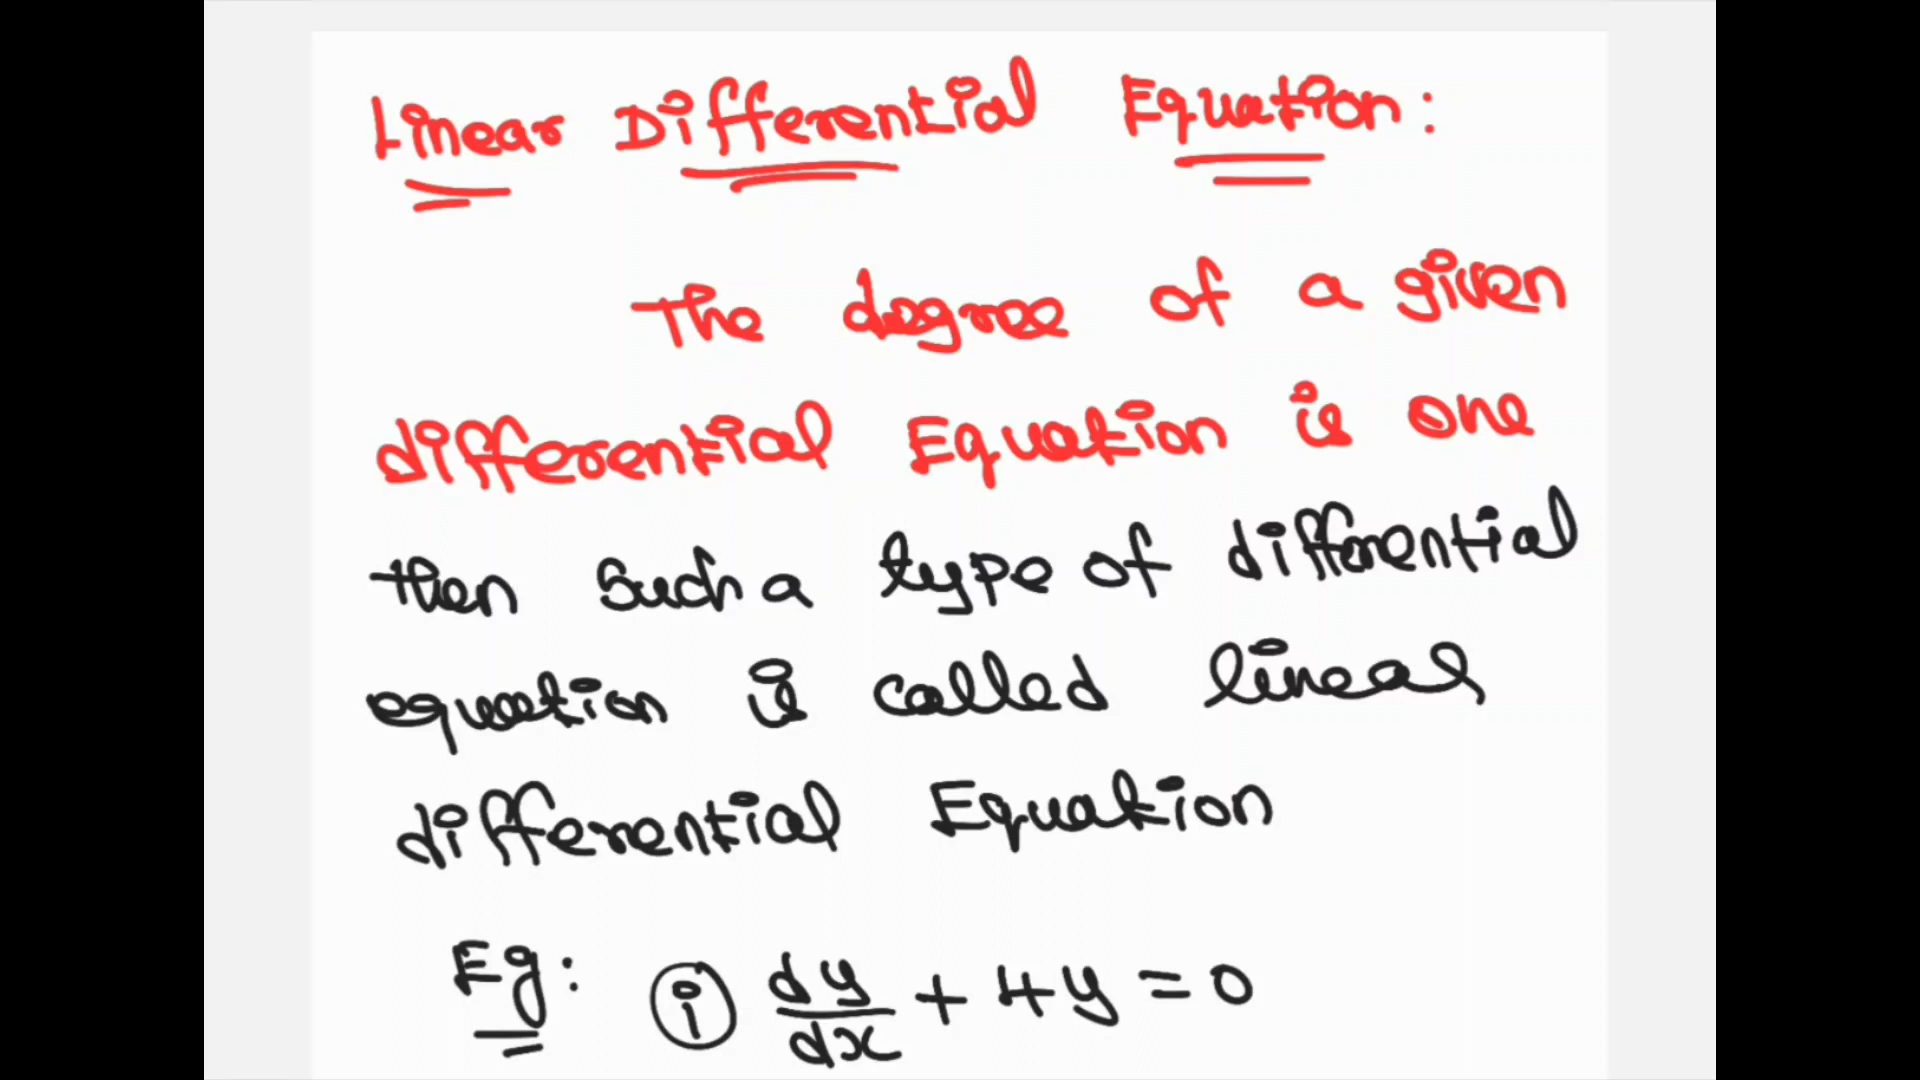 Linear Differential Equation:
The degree of a given
differential Equation is one
then such a type of differential
equation is called linear
differential Equation
Eg: (i) dy/dx + 4y = 0